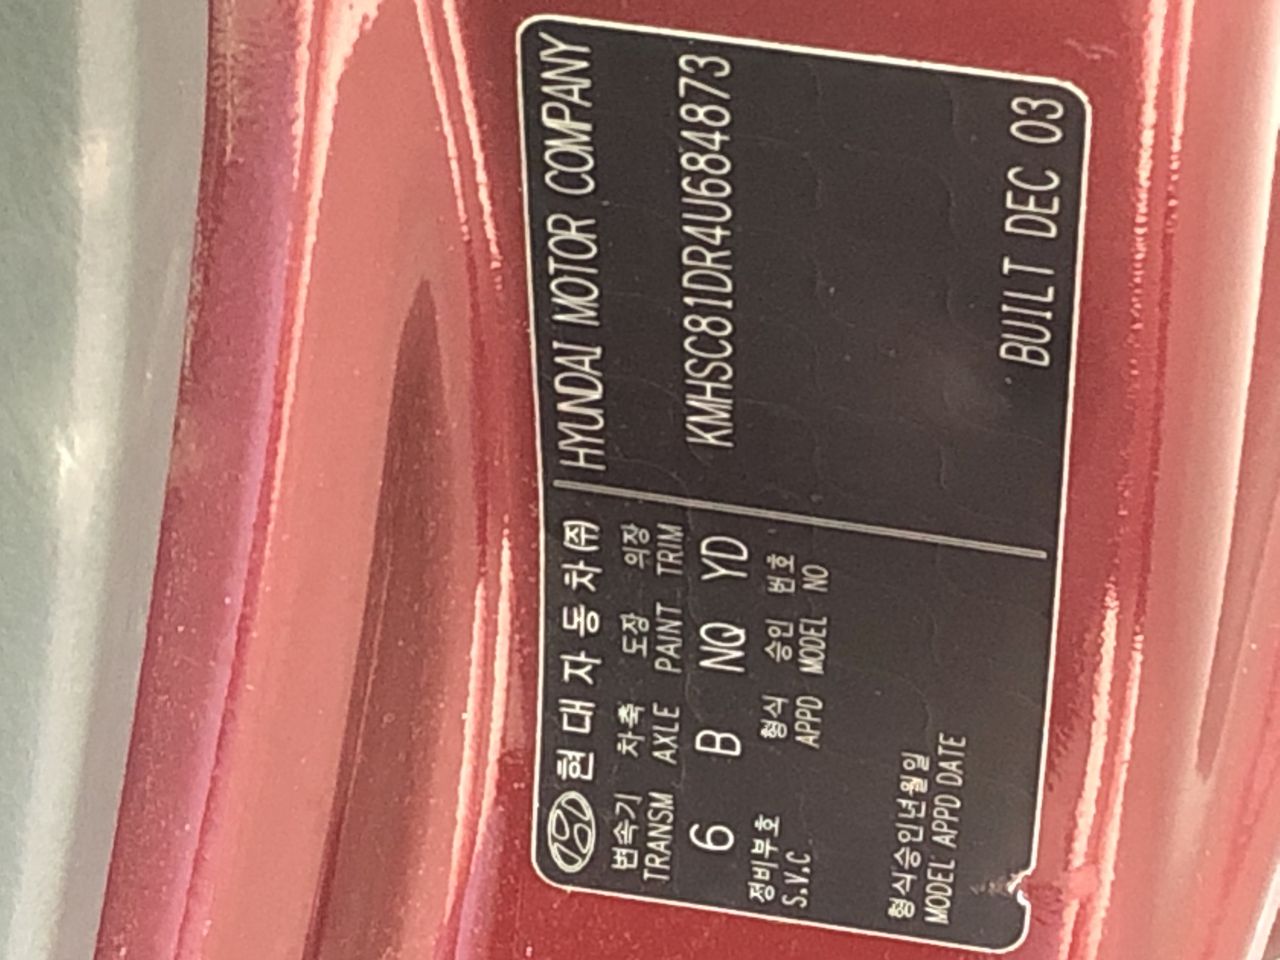 현대자동차(주) HYUNDAI MOTOR COMPANY
변속기 차축 도장 의장
TRANSM AXLE PAINT TRIM
6 B NQ YD KMHSC81DR4U684873
정비부호 형식 승인 번호
S.V.C APPD MODEL NO
형식승인년월일
MODEL APPD DATE
BUILT DEC 03